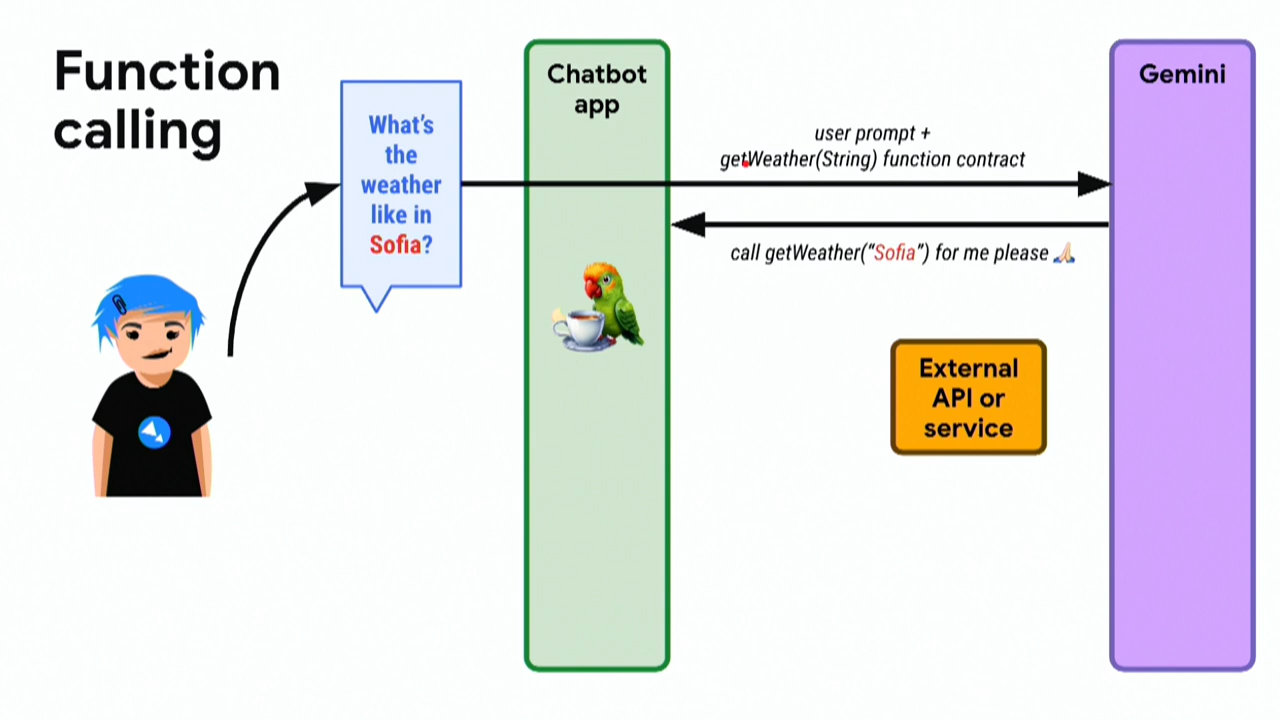 Function
calling
What's
the
weather
like in
Sofia?
Chatbot
app
user prompt +
getWeather(String) function contract
call getWeather(“Sofia”) for me please 🙏🏻
External
API or
service
Gemini